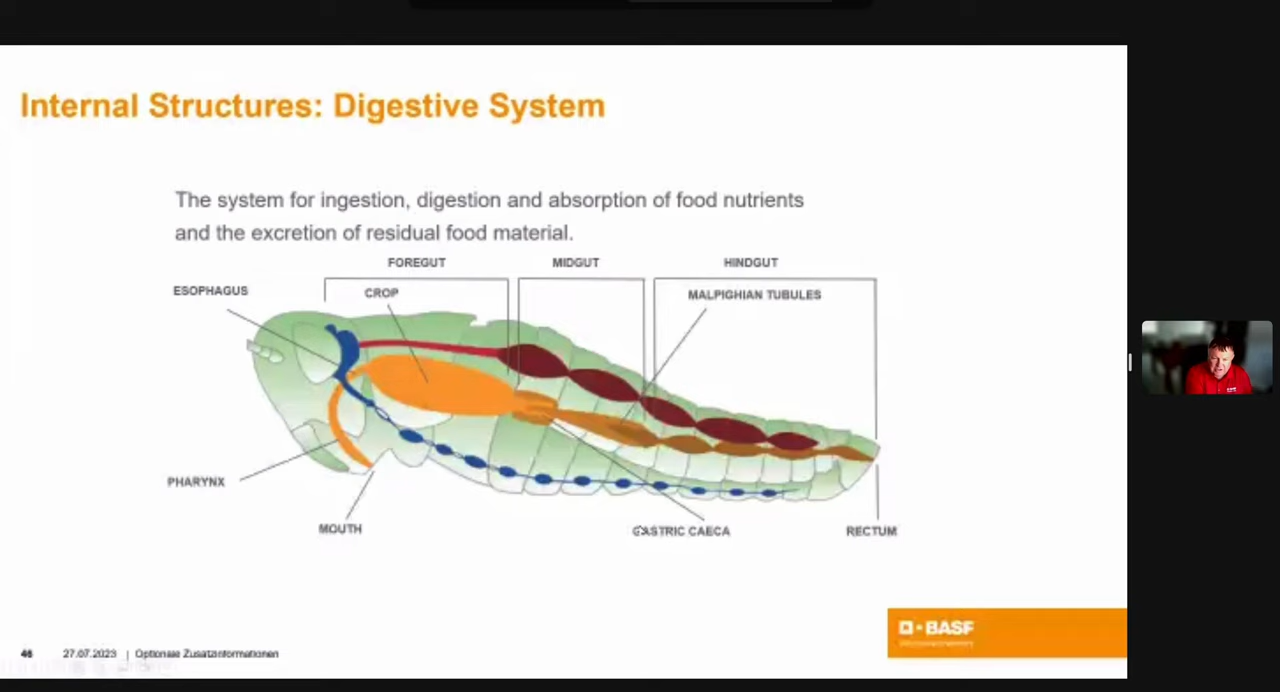 Internal Structures: Digestive System
The system for ingestion, digestion and absorption of food nutrients
and the excretion of residual food material.
FOREGUT MIDGUT HINDGUT
ESOPHAGUS CROP MALPIGHIAN TUBULES
PHARYNX
MOUTH GASTRIC CAECA RECTUM
BASF
46 27.07.2023 | Optionale Zusatzinformationen